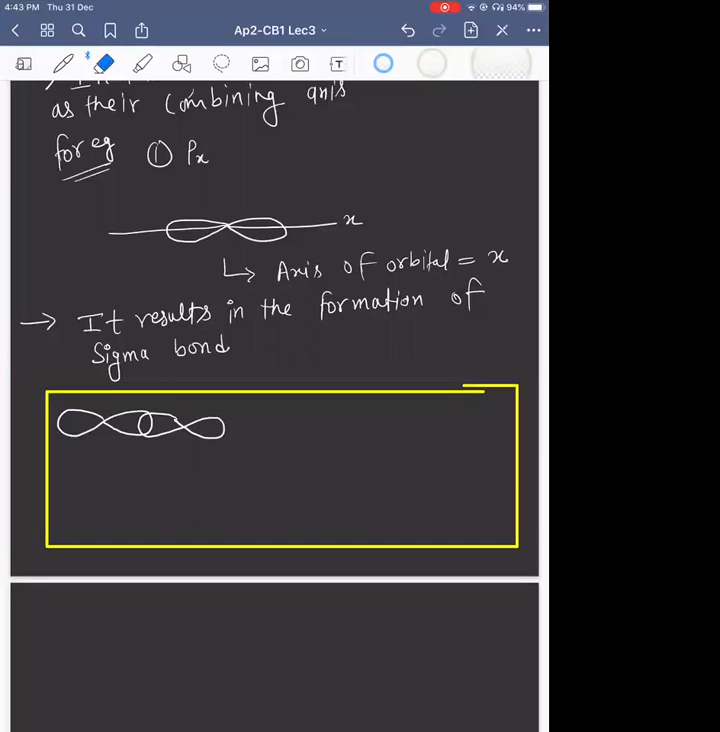 4:43 PM Thu 31 Dec
94%
Ap2-CB1 Lec3
T
as their combining axis
for eg ① Px
x
↳ Axis of orbital = x
→ It results in the formation of
Sigma bond